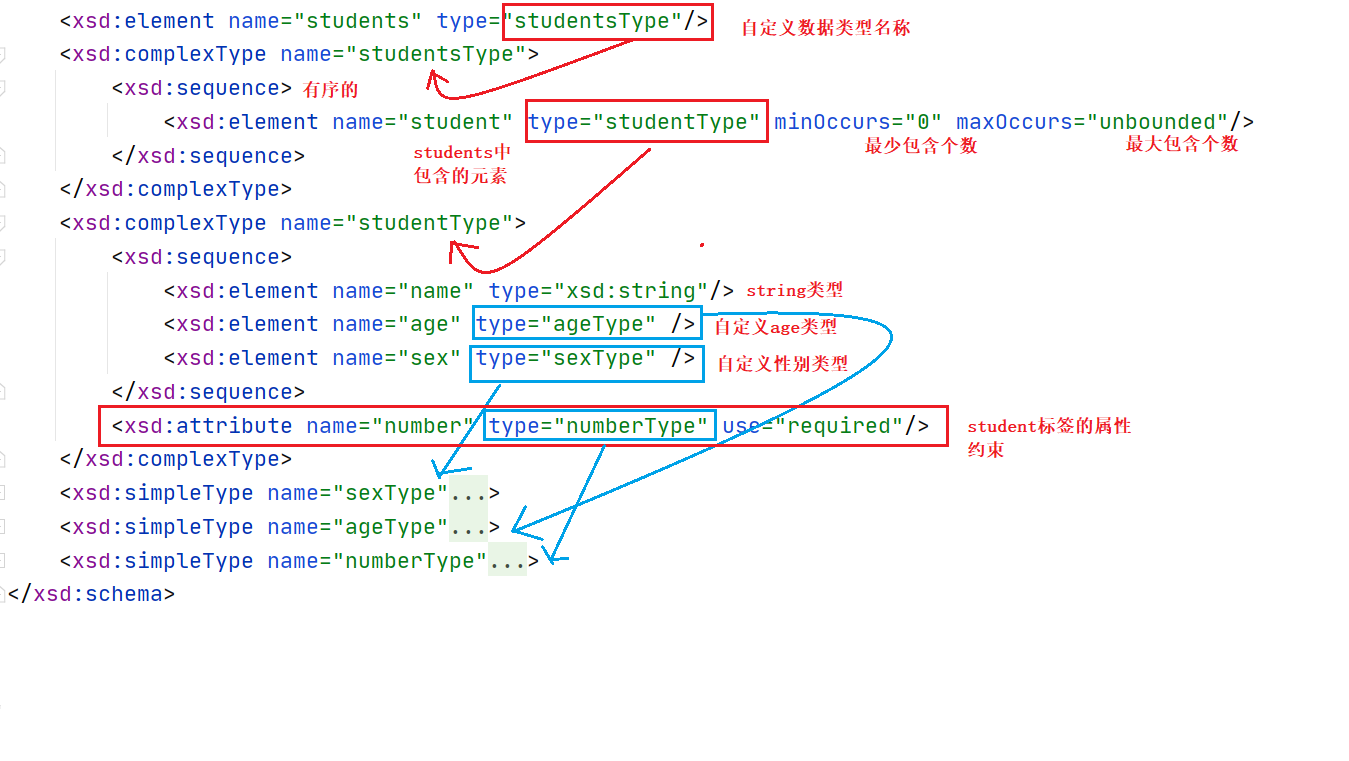 <xsd:element name="students" type="studentsType"/> 自定义数据类型名称
<xsd:complexType name="studentsType">
<xsd:sequence> 有序的
<xsd:element name="student" type="studentType" minOccurs="0" maxOccurs="unbounded"/>
最少包含个数 最大包含个数
</xsd:sequence> students中
包含的元素
</xsd:complexType>
<xsd:complexType name="studentType">
<xsd:sequence>
<xsd:element name="name" type="xsd:string"/> string类型
<xsd:element name="age" type="ageType" /> 自定义age类型
<xsd:element name="sex" type="sexType" /> 自定义性别类型
</xsd:sequence>
<xsd:attribute name="number" type="numberType" use="required"/> student标签的属性
约束
</xsd:complexType>
<xsd:simpleType name="sexType"...>
<xsd:simpleType name="ageType"...>
<xsd:simpleType name="numberType"...>
</xsd:schema>